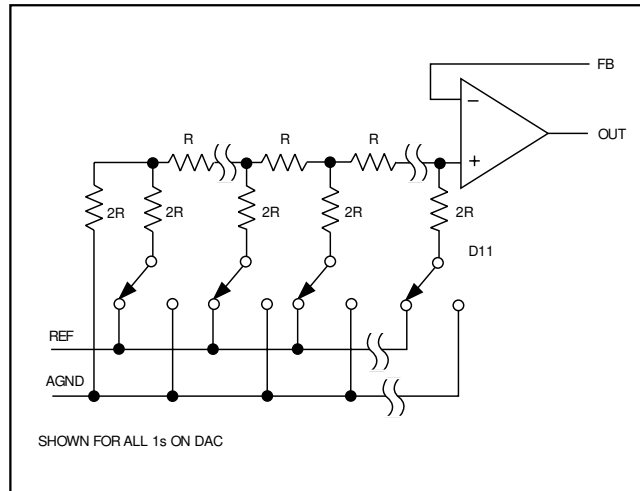 FB
−
OUT
+
R
R
R
2R
2R
2R
2R
2R
D11
REF
AGND
SHOWN FOR ALL 1s ON DAC